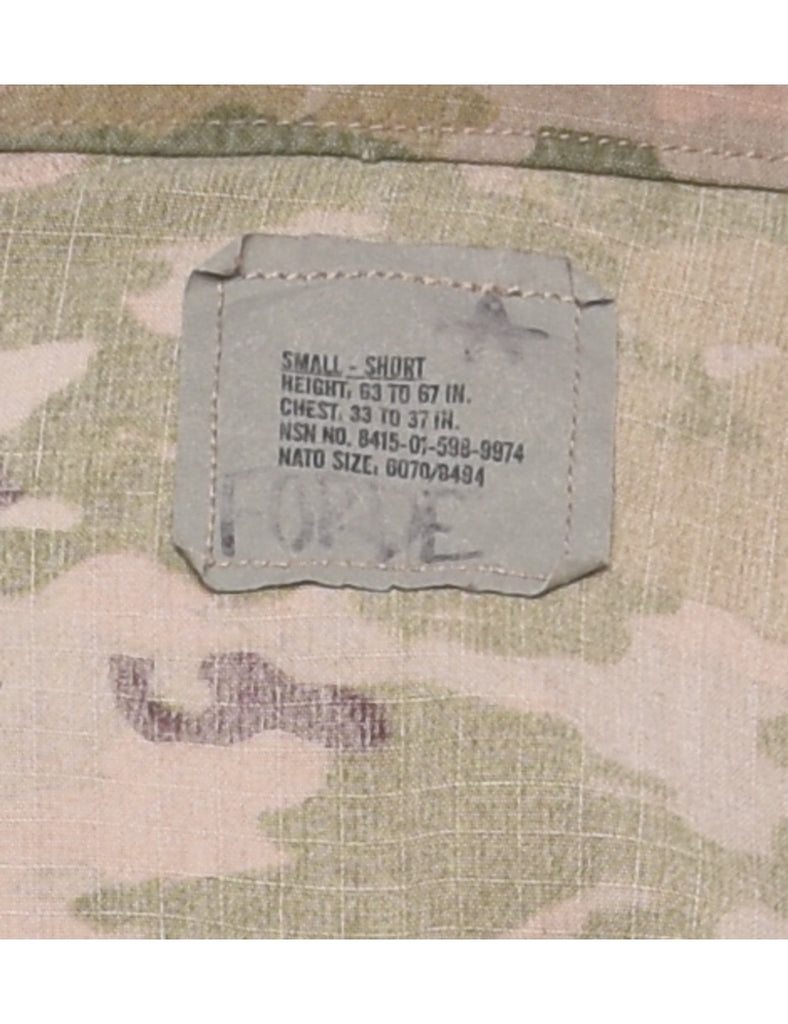 SMALL - SHORT
HEIGHT: 63 TO 67 IN.
CHEST: 33 TO 37 IN.
NSN NO. 8415-01-598-9974
NATO SIZE: 6070/8494